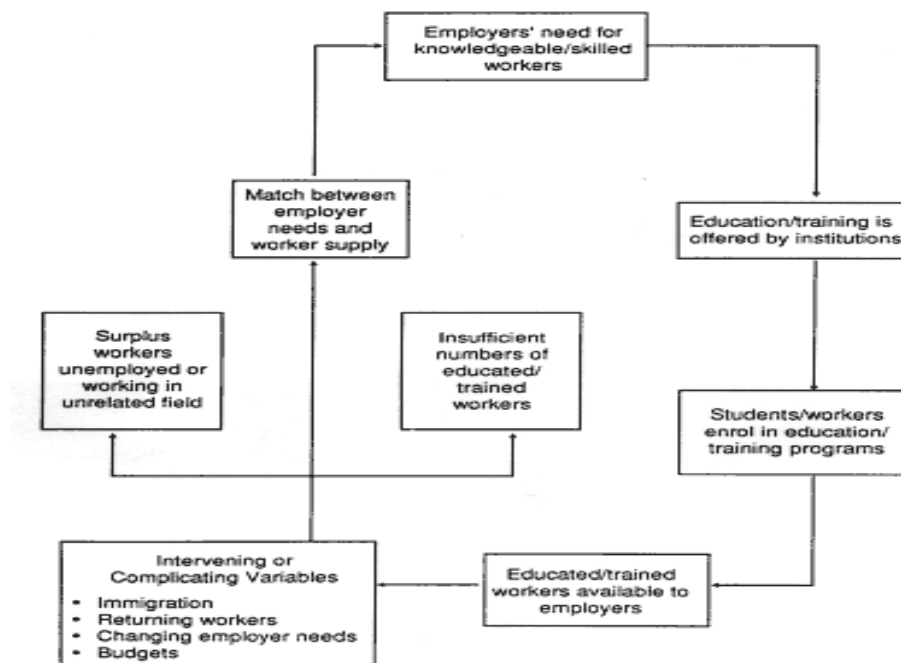 Employers' need for
knowledgeable/skilled
workers
Match between
employer
needs and
worker supply
Education/training is
offered by institutions
Surplus
workers
unemployed or
working in
unrelated field
Insufficient
numbers of
educated/
trained
workers
Students/workers
enrol in education/
training programs
Intervening or
Complicating Variables
• Immigration
• Returning workers
• Changing employer needs
• Budgets
Educated/trained
workers available to
employers